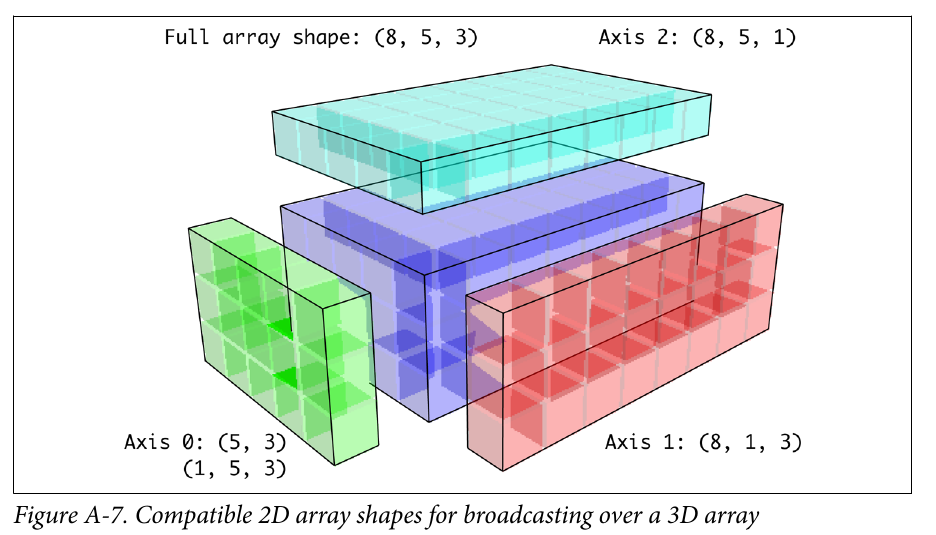 Full array shape: (8, 5, 3)
Axis 2: (8, 5, 1)
Axis 0: (5, 3)
(1, 5, 3)
Axis 1: (8, 1, 3)
Figure A-7. Compatible 2D array shapes for broadcasting over a 3D array